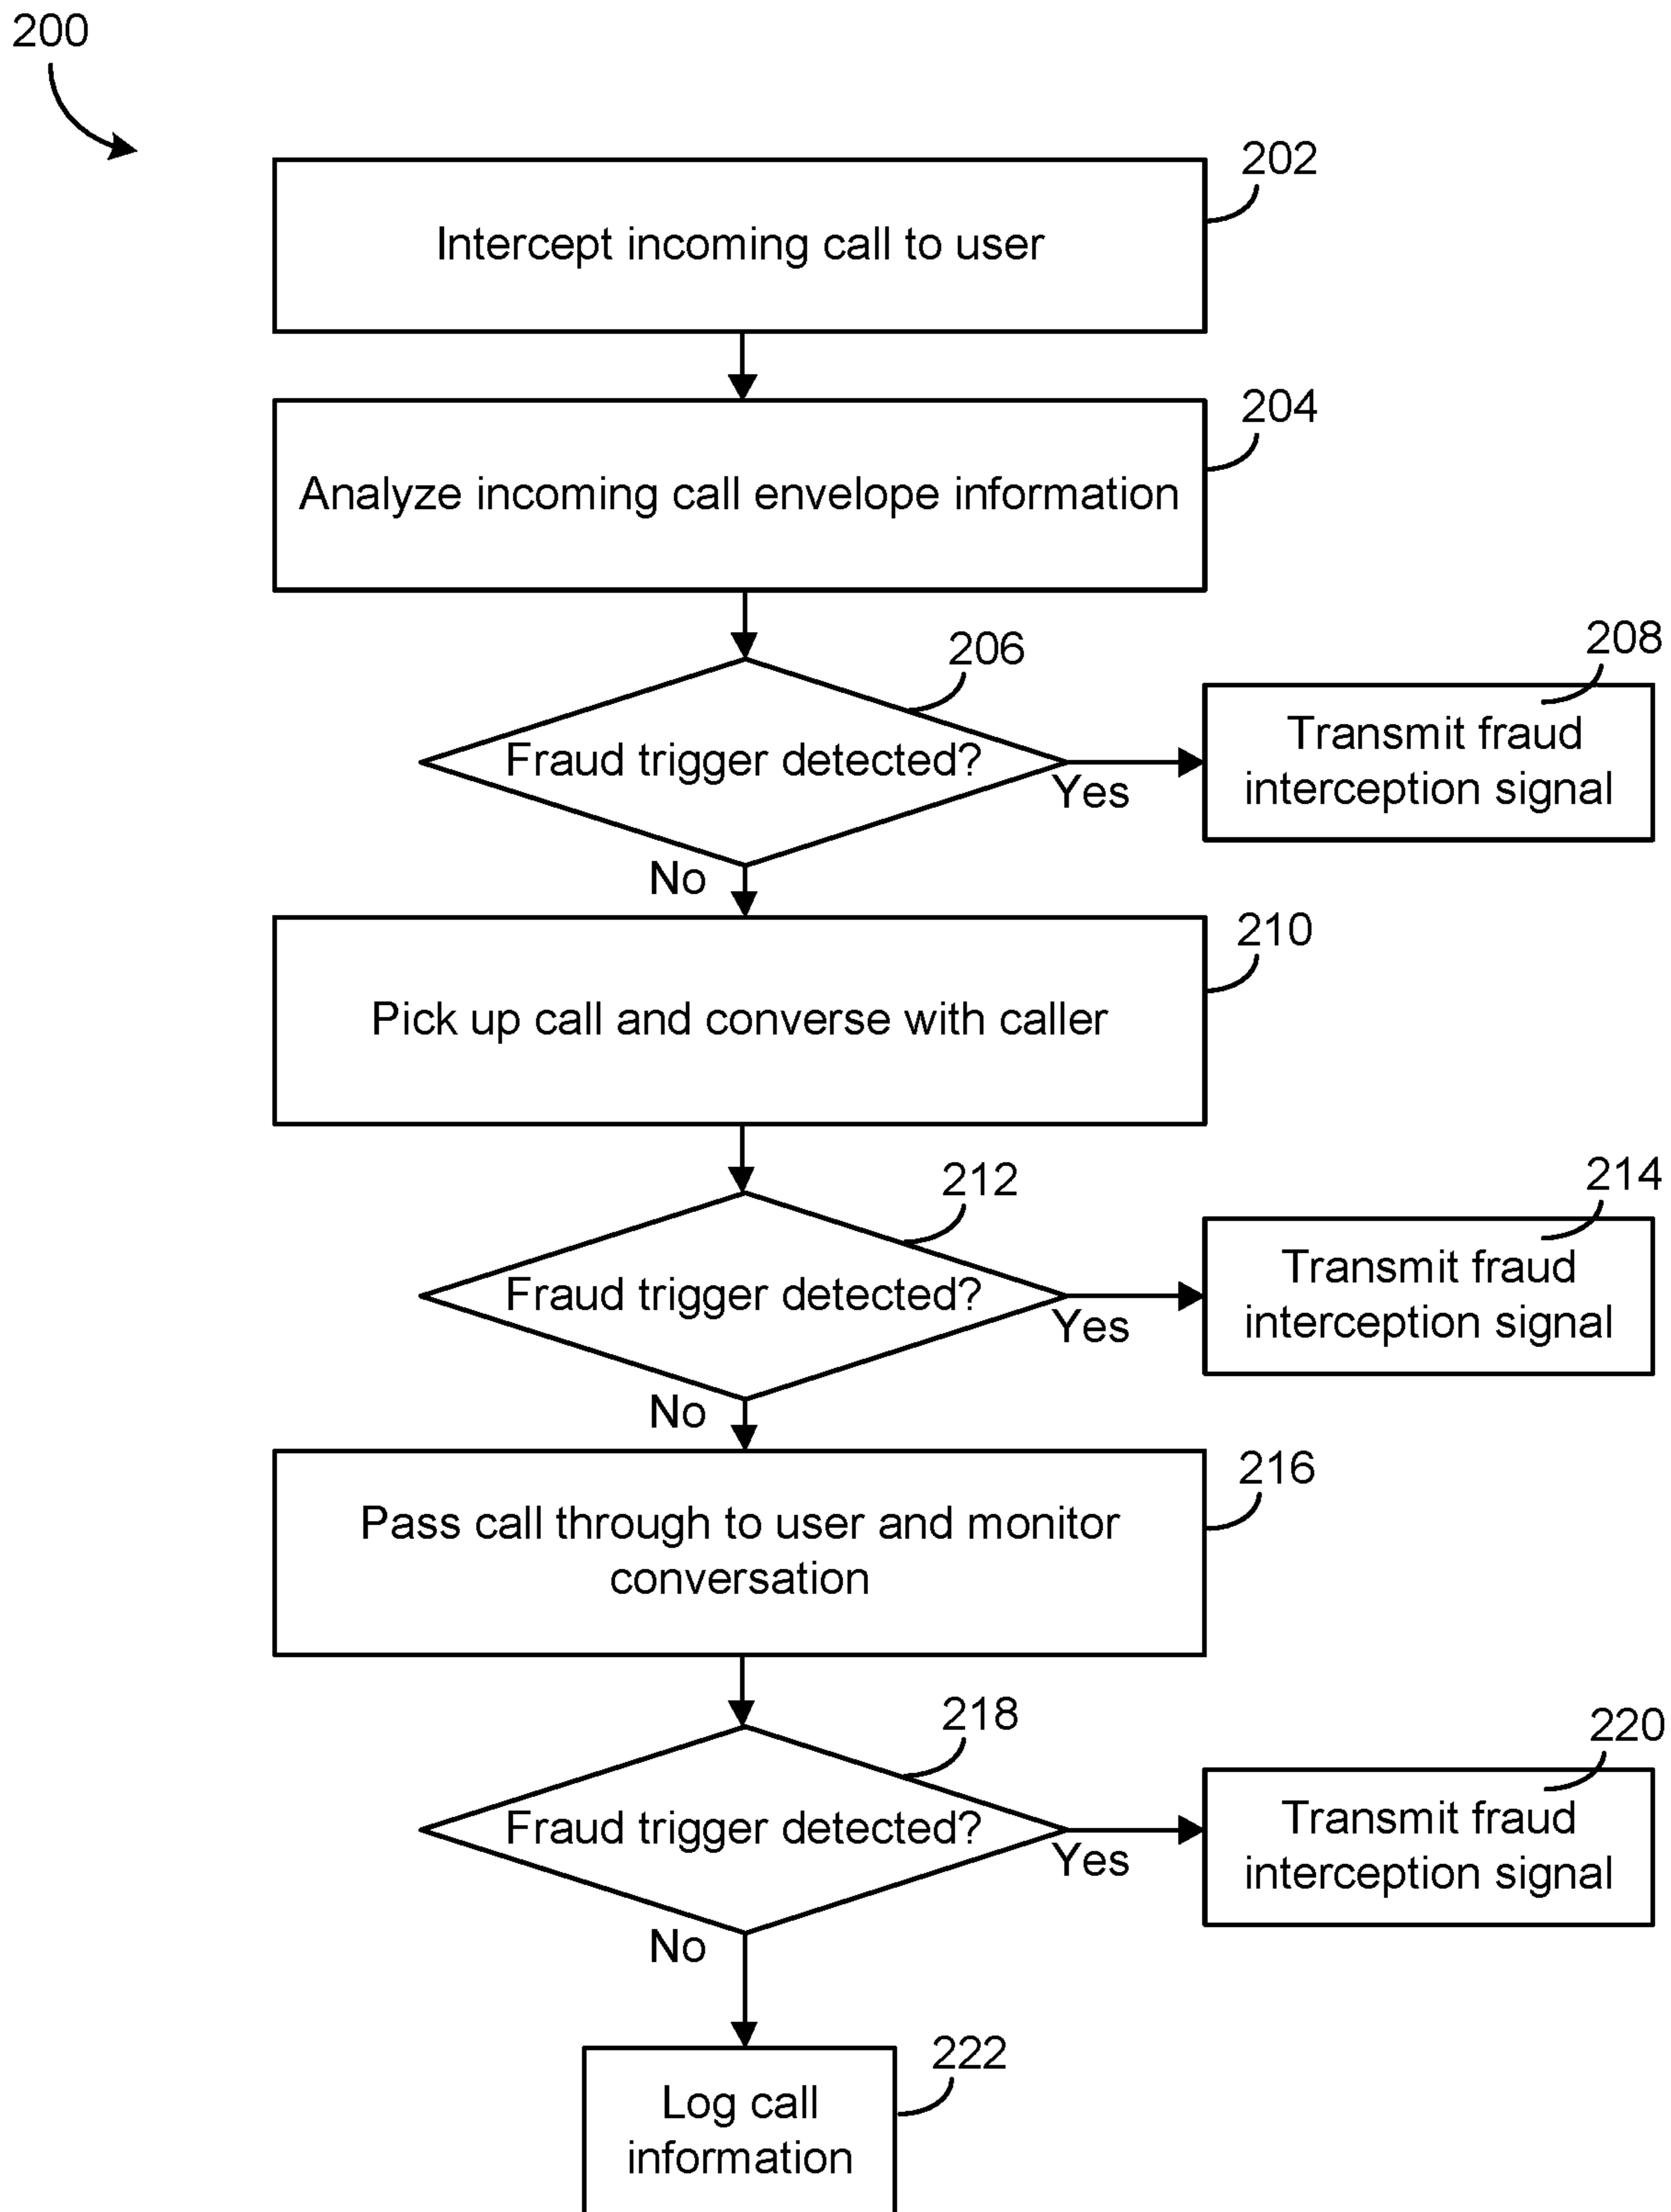 200
202
Intercept incoming call to user
204
Analyze incoming call envelope information
206
208
Fraud trigger detected?
Transmit fraud
interception signal
Yes
No
210
Pick up call and converse with caller
212
214
Fraud trigger detected?
Transmit fraud
interception signal
Yes
No
216
Pass call through to user and monitor
conversation
218
220
Fraud trigger detected?
Transmit fraud
interception signal
Yes
No
222
Log call
information